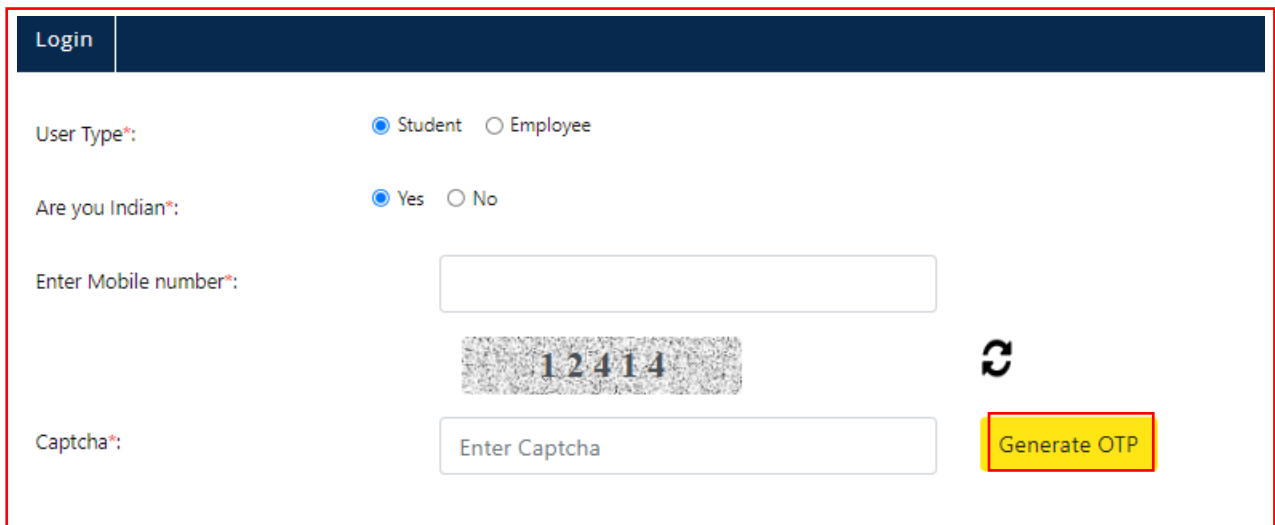 Login
User Type*: Student Employee
Are you Indian*: Yes No
Enter Mobile number*:
12414
Captcha*: Enter Captcha Generate OTP